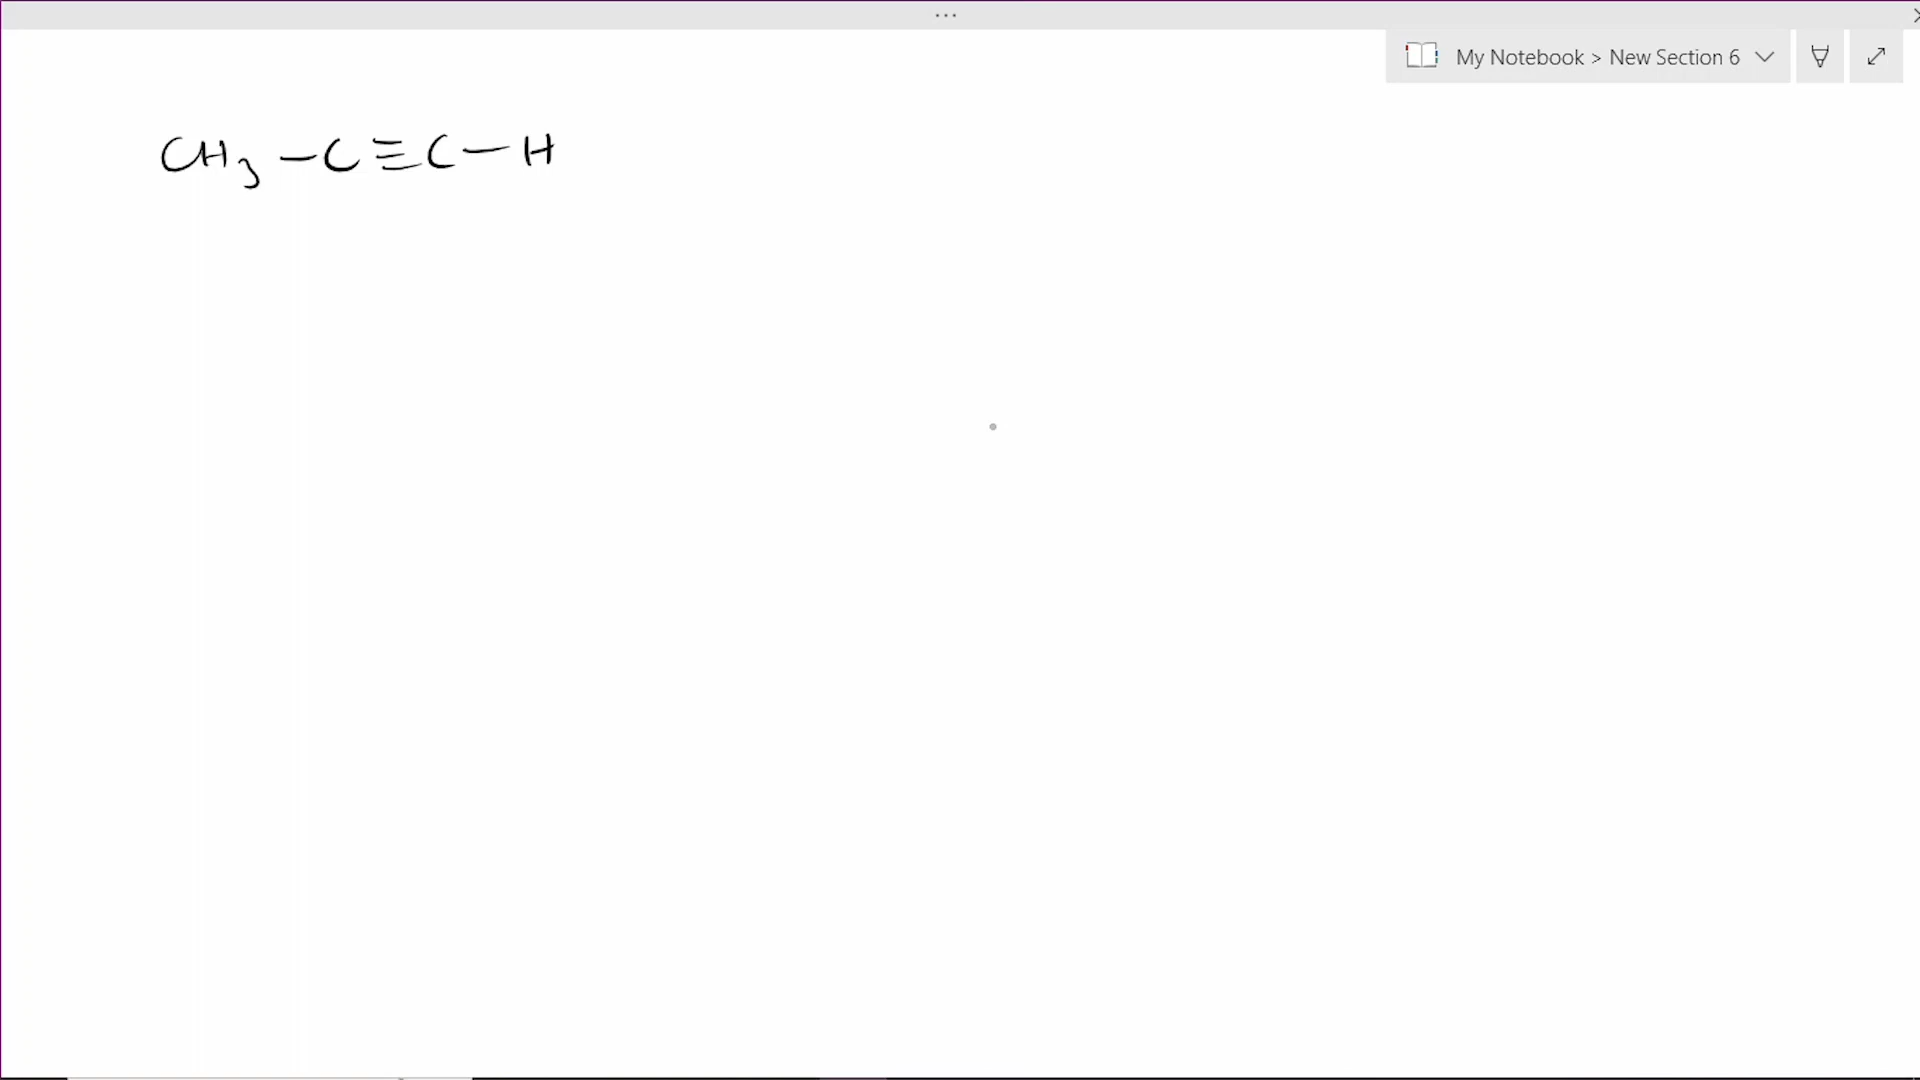 ...
My Notebook > New Section 6
CH₃ — C ≡ C — H